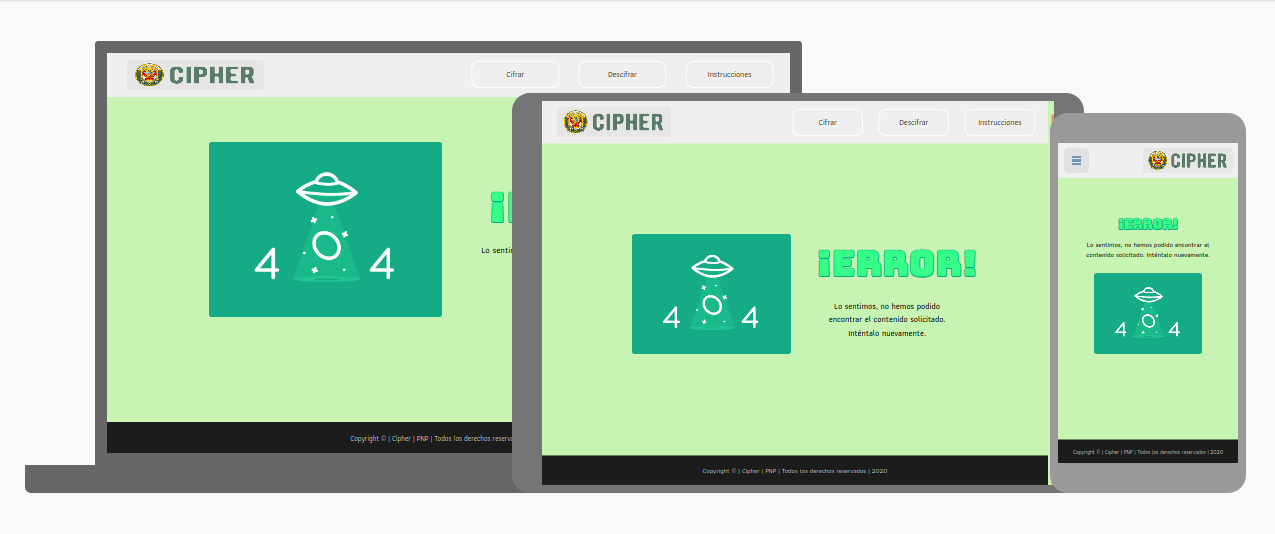 CIPHER
Cifrar
Descifrar
Instrucciones
4 0 4
¡
Lo
Copyright © | Cipher | PNP | Todos los derechos
CIPHER
Cifrar
Descifrar
Instrucciones
4 0 4
¡ERROR!
Lo sentimos, no hemos podido
encontrar el contenido solicitado.
Inténtalo nuevamente.
Copyright © | Cipher | PNP | Todos los derechos reservados | 2020
CIPHER
¡ERROR!
Lo sentimos, no hemos podido encontrar el
contenido solicitado. Inténtalo nuevamente.
4 0 4
Copyright © | Cipher | PNP | Todos los derechos reservados | 2020